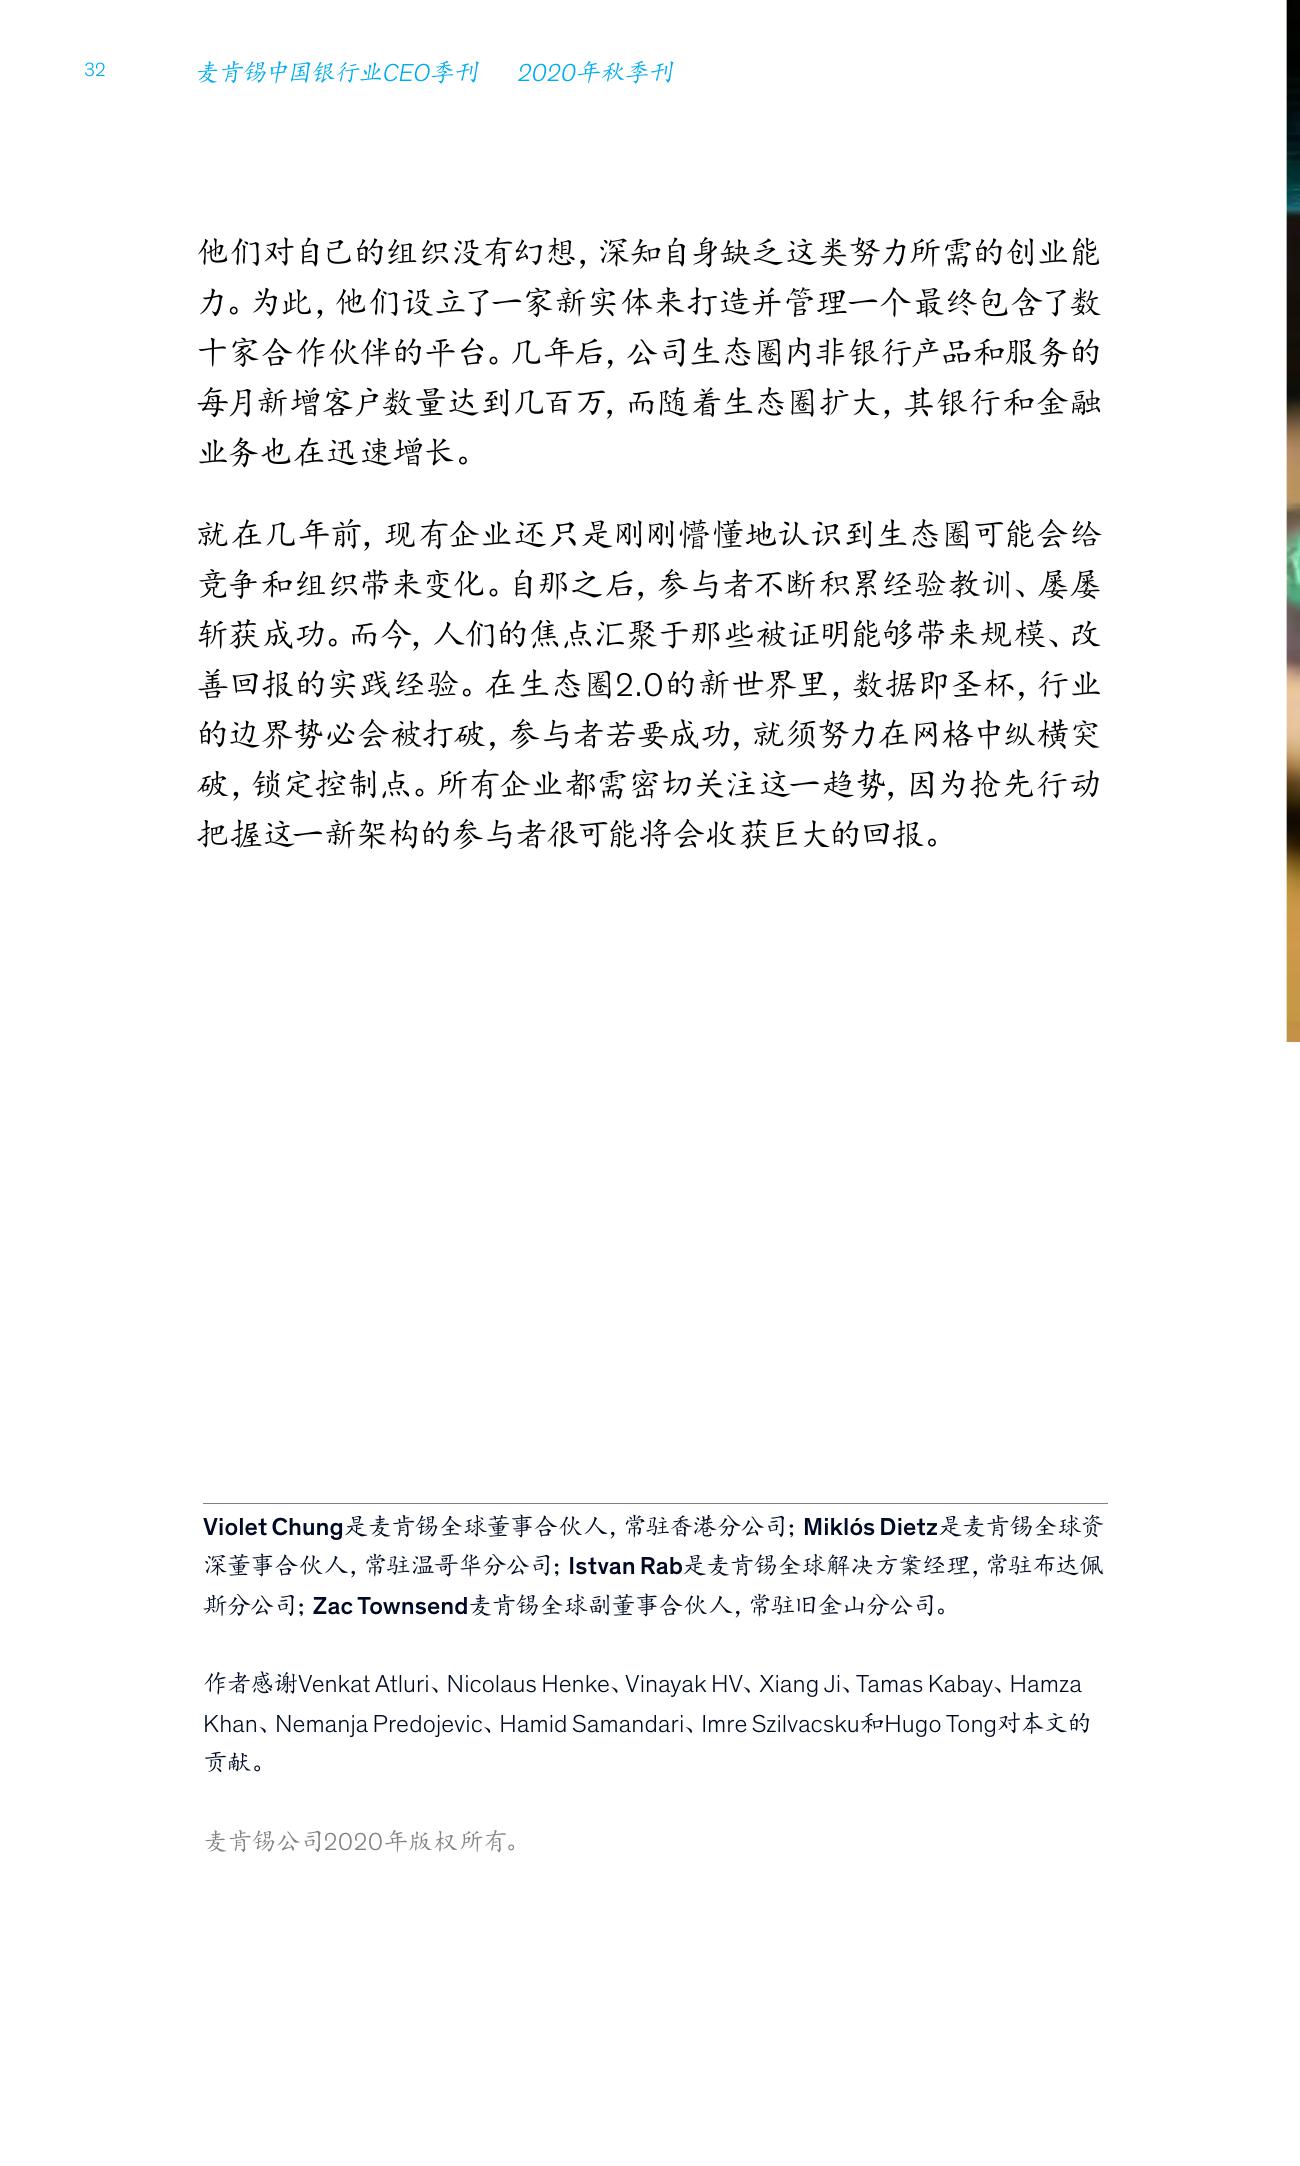 32
麦肯锡中国银行业CEO季刊 2020年秋季刊
他们对自己的组织没有幻想，深知自身缺乏这类努力所需的创业能
力。为此，他们设立了一家新实体来打造并管理一个最终包含了数
十家合作伙伴的平台。几年后，公司生态圈内非银行产品和服务的
每月新增客户数量达到几百万，而随着生态圈扩大，其银行和金融
业务也在迅速增长。
就在几年前，现有企业还只是刚刚懵懂地认识到生态圈可能会给
竞争和组织带来变化。自那之后，参与者不断积累经验教训、屡屡
斩获成功。而今，人们的焦点汇聚于那些被证明能够带来规模、改
善回报的实践经验。在生态圈2.0的新世界里，数据即圣杯，行业
的边界势必会被打破，参与者若要成功，就须努力在网格中纵横突
破，锁定控制点。所有企业都需密切关注这一趋势，因为抢先行动
把握这一新架构的参与者很可能将会收获巨大的回报。
Violet Chung是麦肯锡全球董事合伙人，常驻香港分公司；Miklós Dietz是麦肯锡全球资
深董事合伙人，常驻温哥华分公司；Istvan Rab是麦肯锡全球解决方案经理，常驻布达佩
斯分公司；Zac Townsend麦肯锡全球副董事合伙人，常驻旧金山分公司。
作者感谢Venkat Atluri、Nicolaus Henke、Vinayak HV、Xiang Ji、Tamas Kabay、Hamza
Khan、Nemanja Predojevic、Hamid Samandari、Imre Szilvacsku和Hugo Tong对本文的
贡献。
麦肯锡公司2020年版权所有。